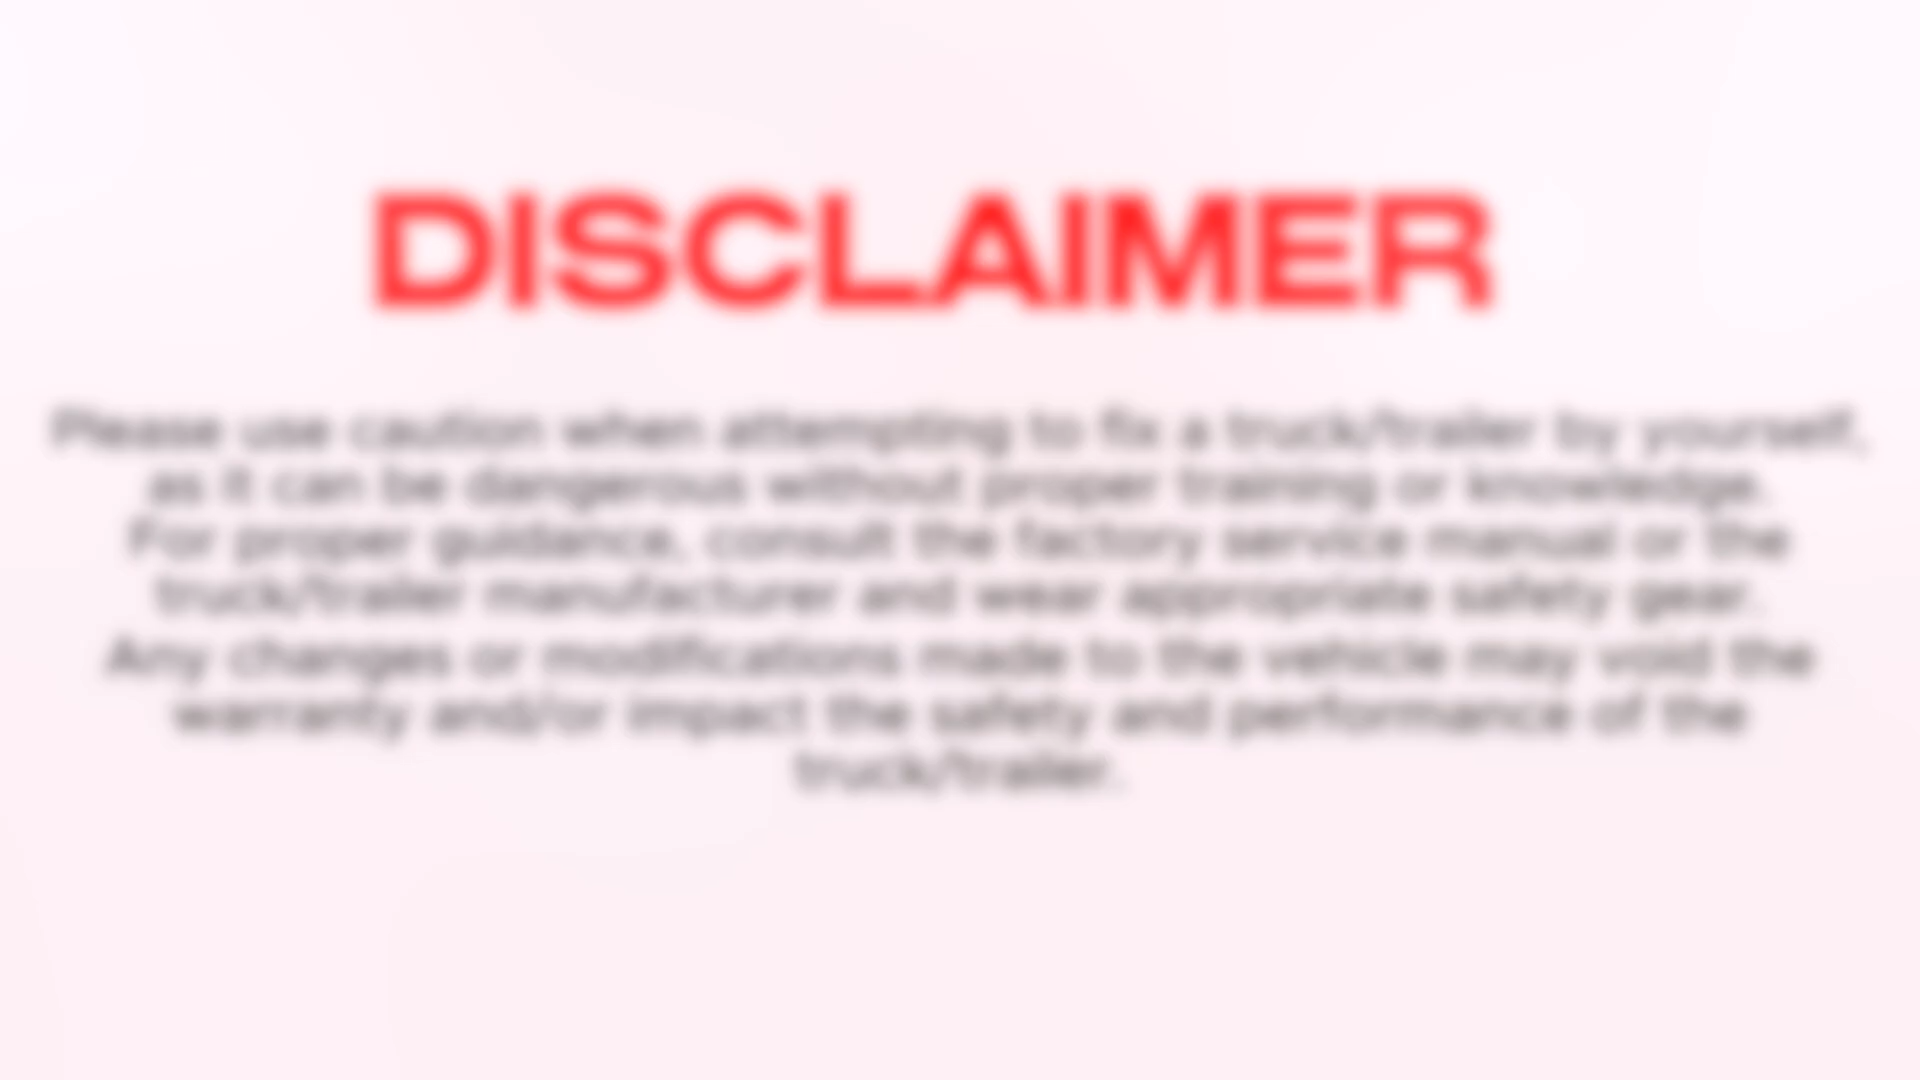 DISCLAIMER
Please use caution when attempting to fix a truck/trailer by yourself,
as it can be dangerous without proper training or knowledge.
For proper guidance, consult the factory service manual or the
truck/trailer manufacturer and wear appropriate safety gear.
Any changes or modifications made to the vehicle may void the
warranty and/or impact the safety and performance of the
truck/trailer.